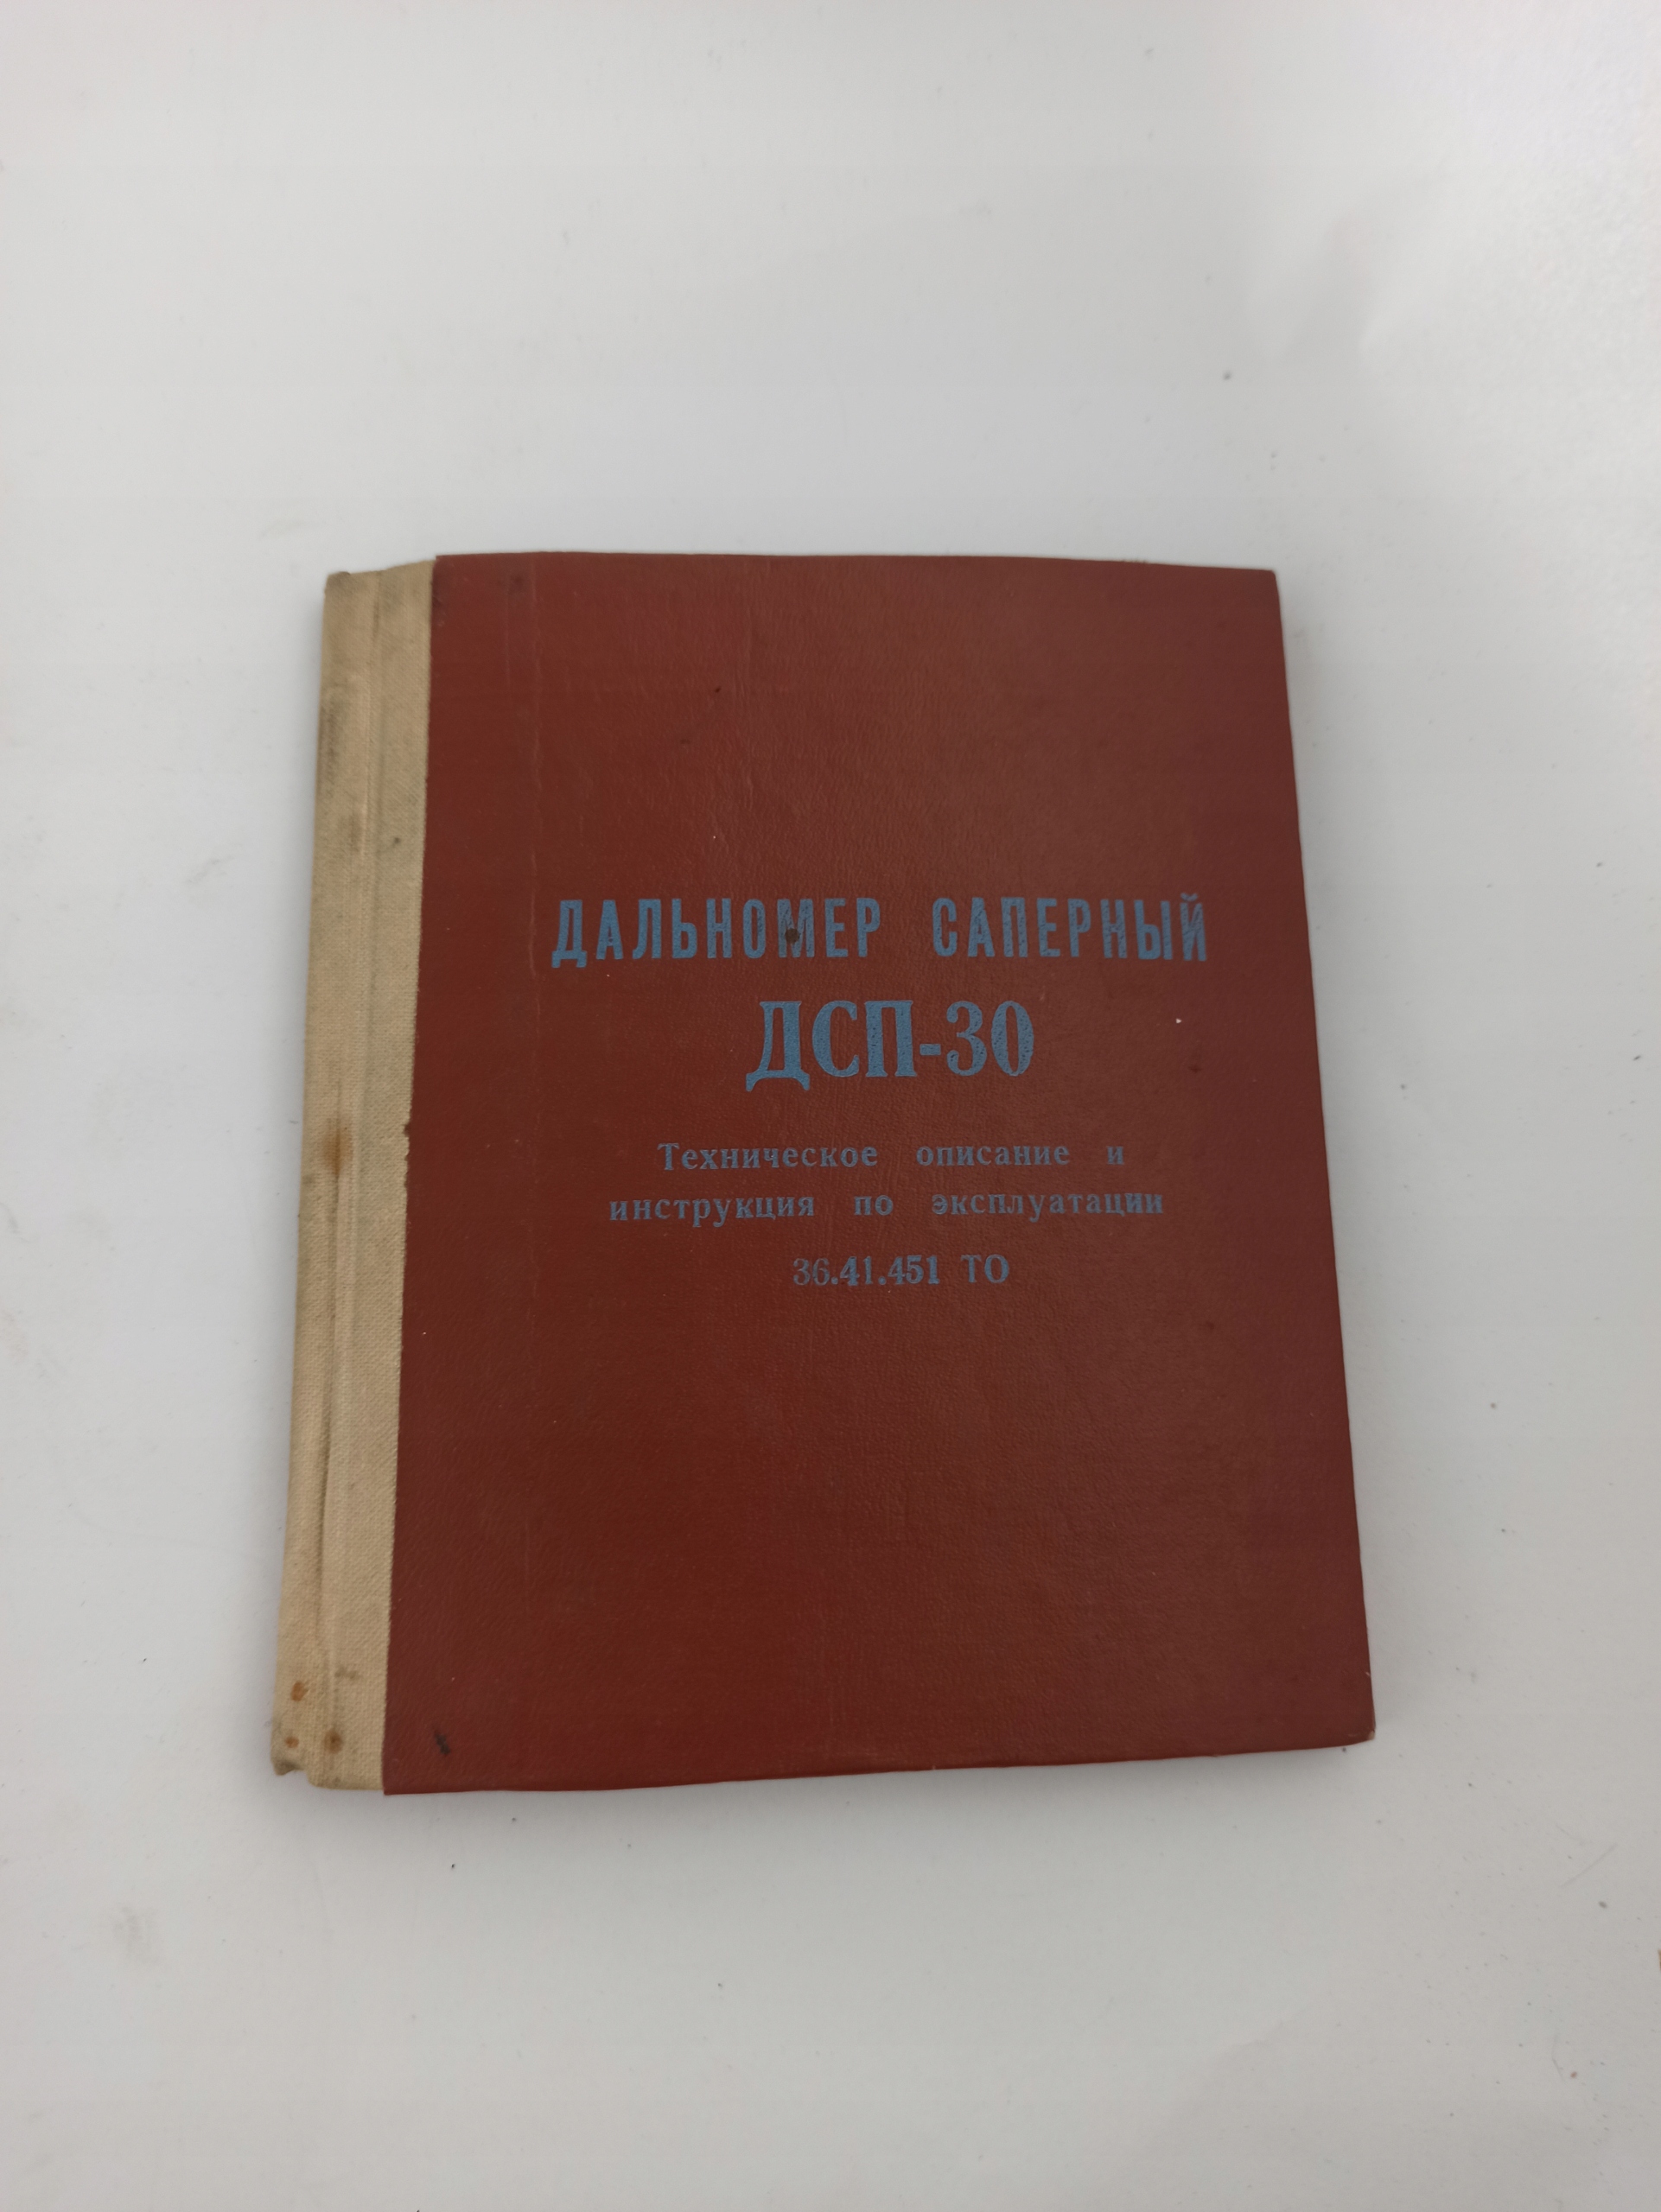 ДАЛЬНОМЕР САПЕРНЫЙ
ДСП-30
Техническое описание и
инструкция по эксплуатации
36.41.451 ТО